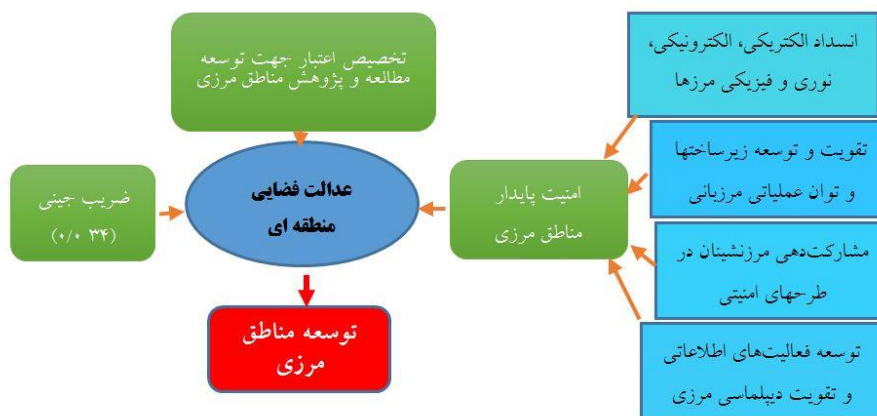 تخصیص اعتبار جهت توسعه
مطالعه و پژوهش مناطق مرزی
انسداد الکتریکی، الکترونیکی،
نوری و فیزیکی مرزها
تقویت و توسعه زیرساختها
و توان عملیاتی مرزبانی
مشارکت‌دهی مرزنشینان در
طرحهای امنیتی
توسعه فعالیت‌های اطلاعاتی
و تقویت دیپلماسی مرزی
امنیت پایدار
مناطق مرزی
عدالت فضایی
منطقه ای
ضریب جینی
(۰/۰ ۳۴)
توسعه مناطق
مرزی